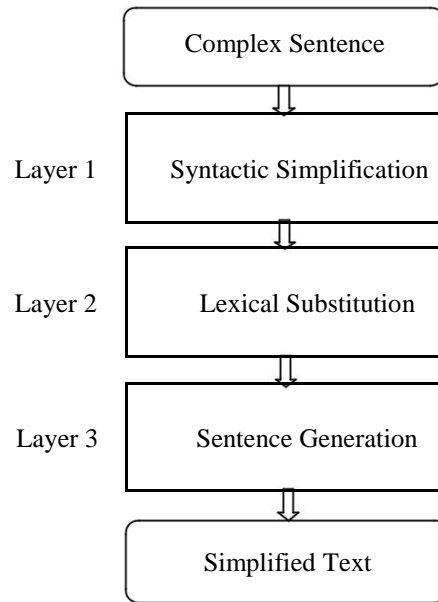 Complex Sentence
Layer 1 Syntactic Simplification
Layer 2 Lexical Substitution
Layer 3 Sentence Generation
Simplified Text